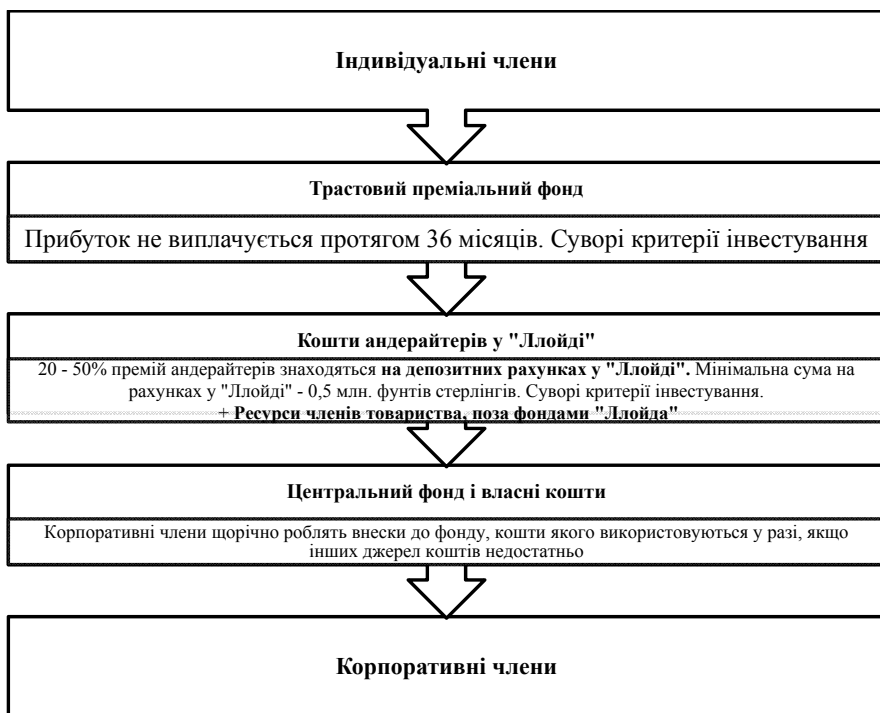 Індивідуальні члени
Трастовий преміальний фонд
Прибуток не виплачується протягом 36 місяців. Суворі критерії інвестування
Кошти андерайтерів у "Ллойді"
20 - 50% премій андерайтерів знаходяться на депозитних рахунках у "Ллойді". Мінімальна сума на
рахунках у "Ллойді" - 0,5 млн. фунтів стерлінгів. Суворі критерії інвестування.
+ Ресурси членів товариства, поза фондами "Ллойда"
Центральний фонд і власні кошти
Корпоративні члени щорічно роблять внески до фонду, кошти якого використовуються у разі, якщо
інших джерел коштів недостатньо
Корпоративні члени